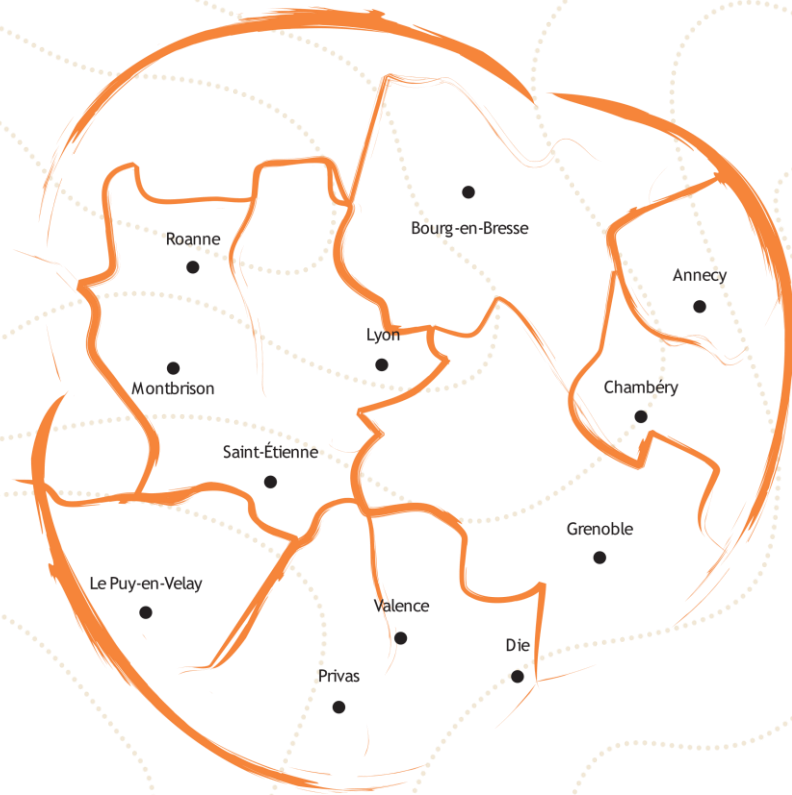 Bourg-en-Bresse
Roanne
Annecy
Lyon
Montbrison
Chambéry
Saint-Étienne
Grenoble
Le Puy-en-Velay
Valence
Die
Privas